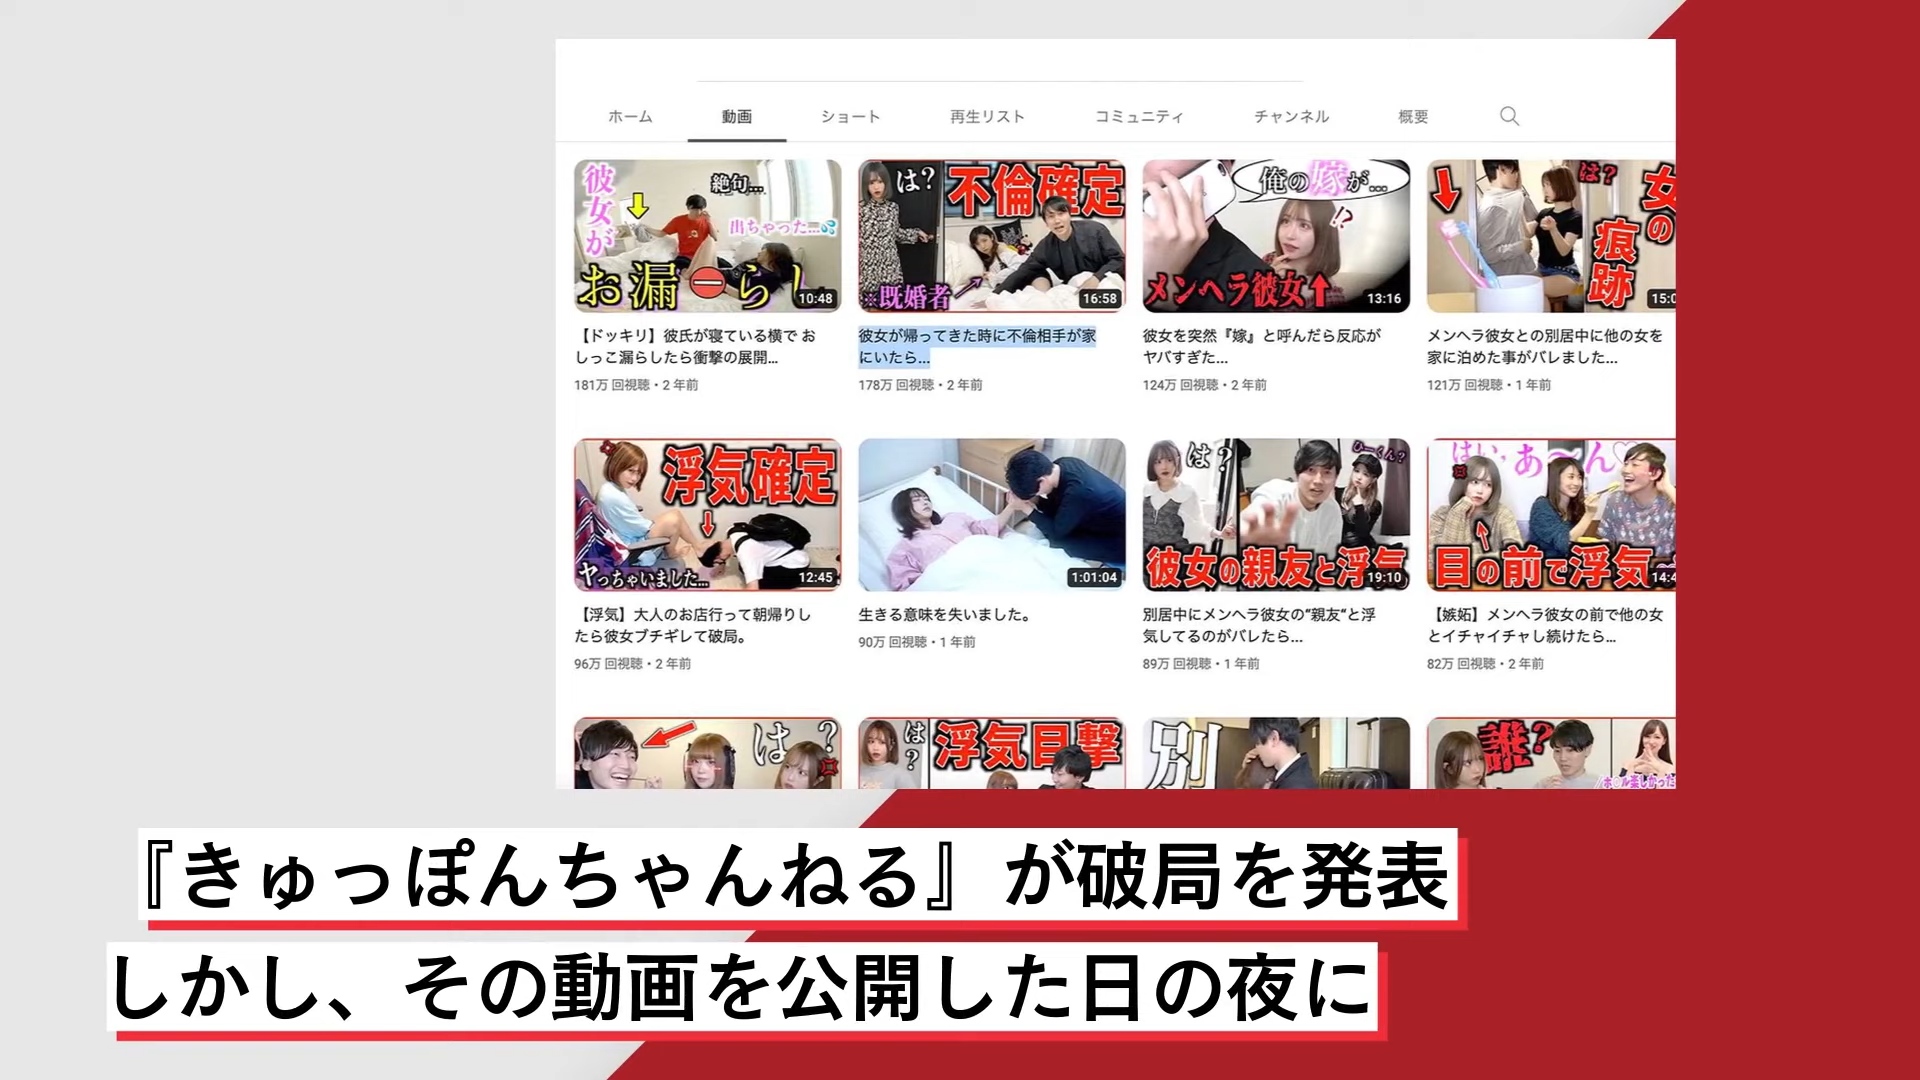 ホーム 動画 ショート 再生リスト コミュニティ チャンネル 概要
彼女が
絶句...
出ちゃった...
お漏⛔らし
10:48
は?
不倫確定
※既婚者
16:58
俺の嫁が...
!?
メンヘラ彼女
13:16
は?
女の
痕跡
【ドッキリ】彼氏が寝ている横で お
しっこ漏らしたら衝撃の展開...
181万 回視聴・2 年前
彼女が帰ってきた時に不倫相手が家
にいたら...
178万 回視聴・2 年前
彼女を突然『嫁』と呼んだら反応が
ヤバすぎた...
124万 回視聴・2 年前
メンヘラ彼女との別居中に他の女を
家に泊めた事がバレました...
121万 回視聴・1 年前
浮気確定
ヤっちゃいました...
12:45
1:01:04
は?
ひーくん?
彼女の親友と浮気
19:10
はい、あ〜ん♡
目の前で浮気
【浮気】大人のお店行って朝帰りし
たら彼女ブチギレて破局。
96万 回視聴・2 年前
生きる意味を失いました。
90万 回視聴・1 年前
別居中にメンヘラ彼女の“親友“と浮
気してるのがバレたら...
89万 回視聴・1 年前
【嫉妬】メンヘラ彼女の前で他の女
とイチャイチャし続けたら...
82万 回視聴・2 年前
は?
は?
浮気目撃
別
誰?
『きゅっぽんちゃんねる』が破局を発表
しかし、その動画を公開した日の夜に